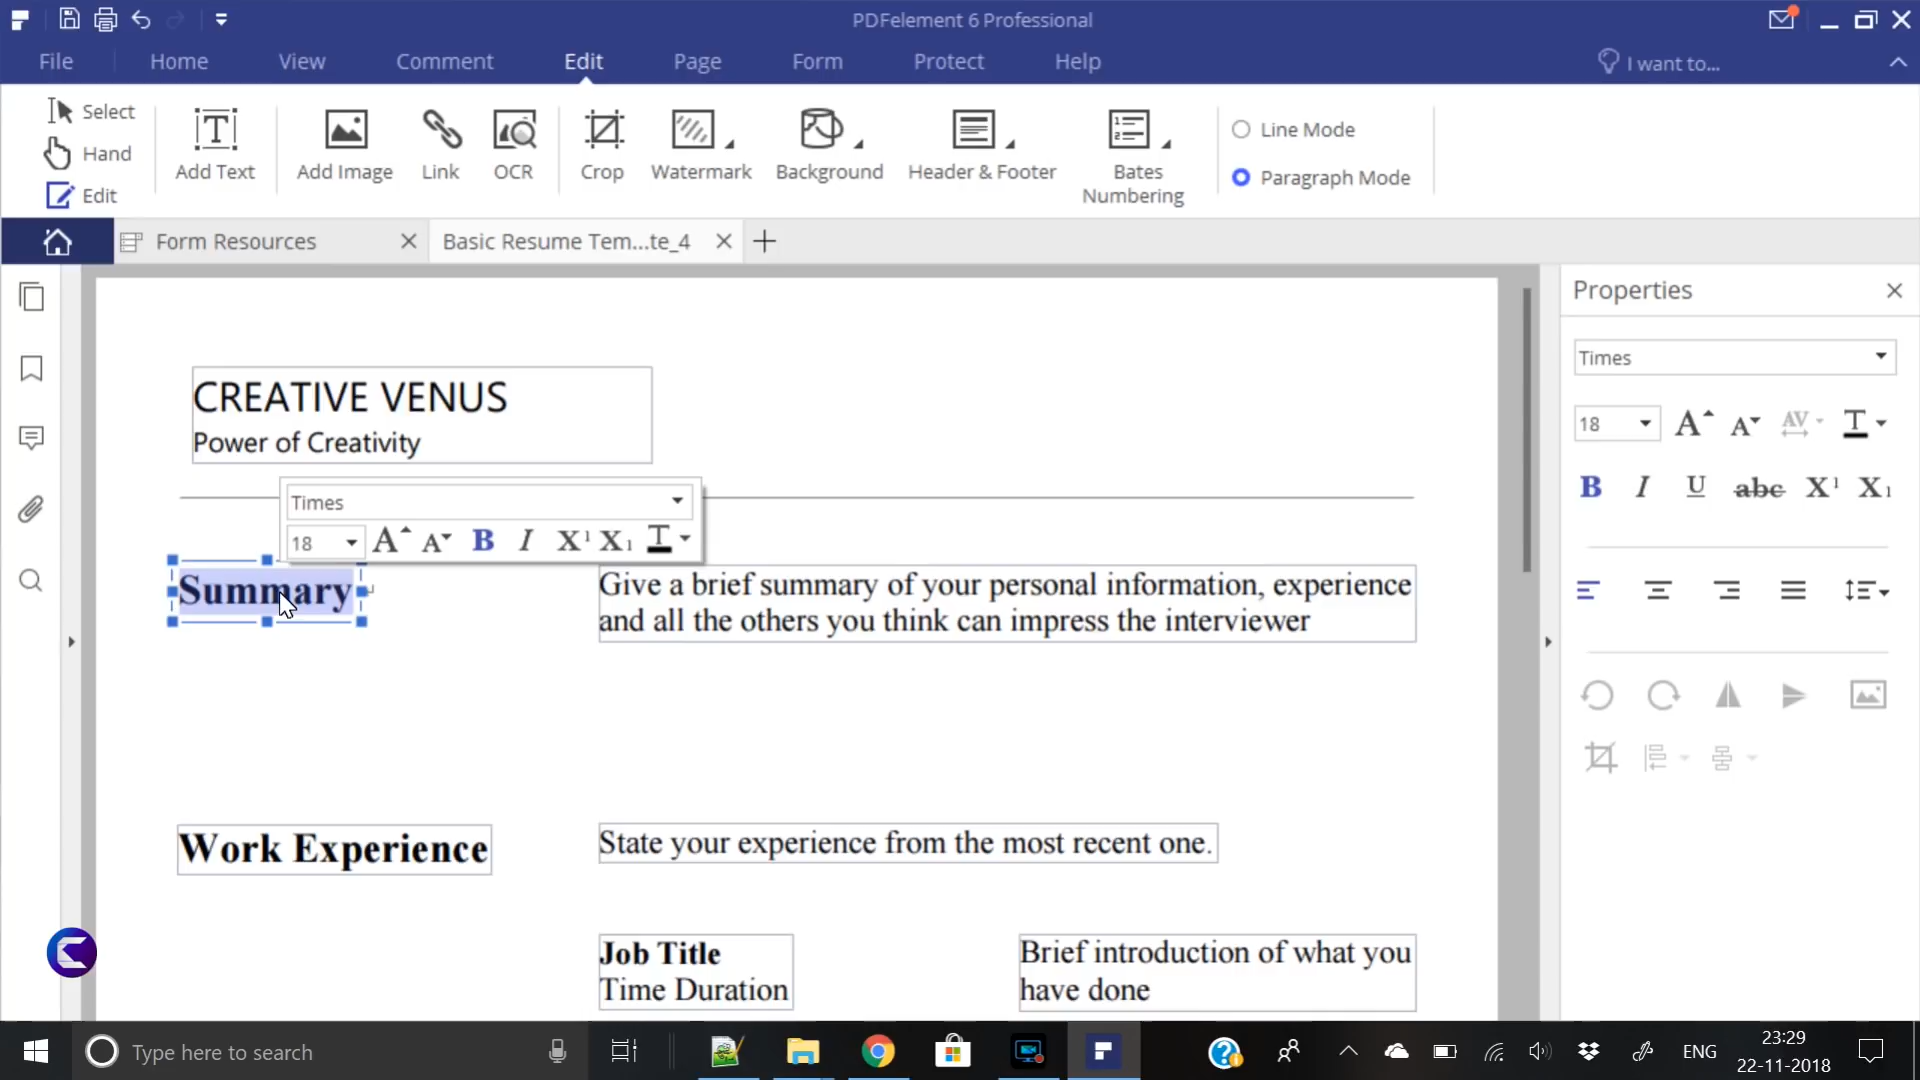 PDFelement 6 Professional
File Home View Comment Edit Page Form Protect Help I want to...
Select
Hand
Edit
Add Text
Add Image
Link
OCR
Crop
Watermark
Background
Header & Footer
Bates
Numbering
Line Mode
Paragraph Mode
Form Resources
Basic Resume Tem...te_4
Properties
Times
18
CREATIVE VENUS
Power of Creativity
Times
18
Summary
Give a brief summary of your personal information, experience
and all the others you think can impress the interviewer
Work Experience
State your experience from the most recent one.
Job Title
Time Duration
Brief introduction of what you
have done
Type here to search
ENG
23:29
22-11-2018